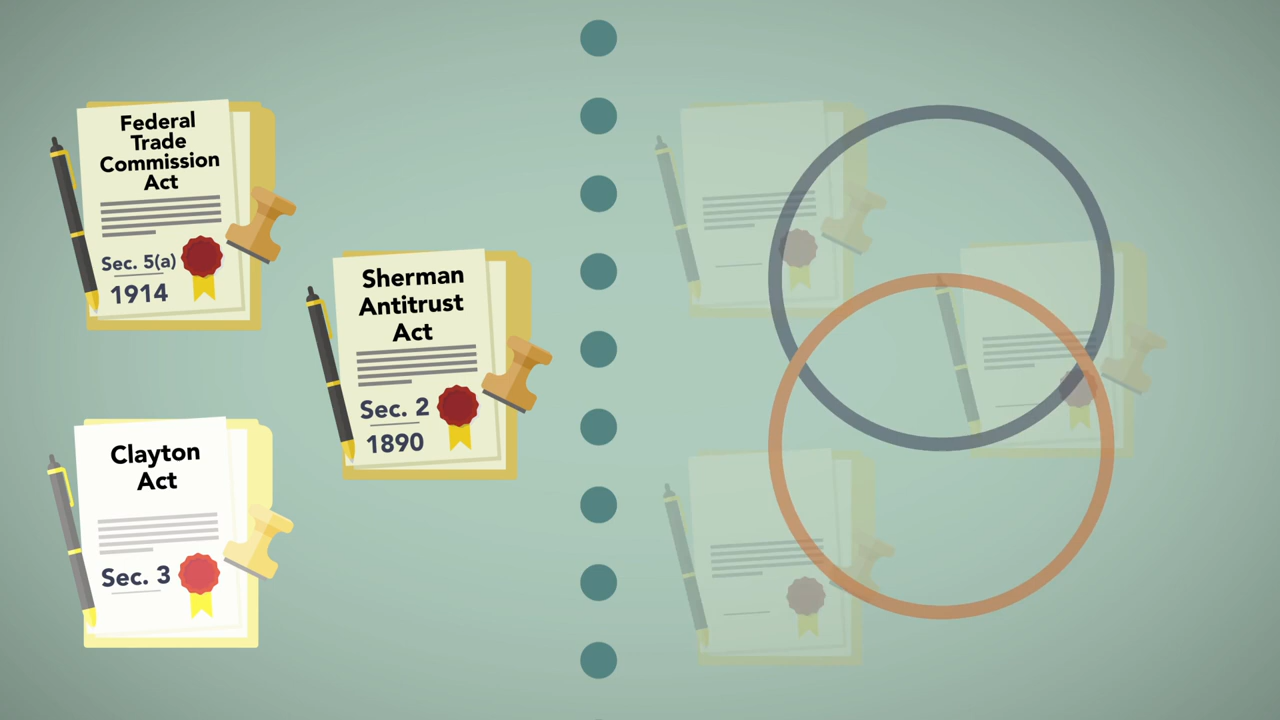 Federal
Trade
Commission
Act
Sec. 5(a)
1914
Sherman
Antitrust
Act
Sec. 2
1890
Clayton
Act
Sec. 3